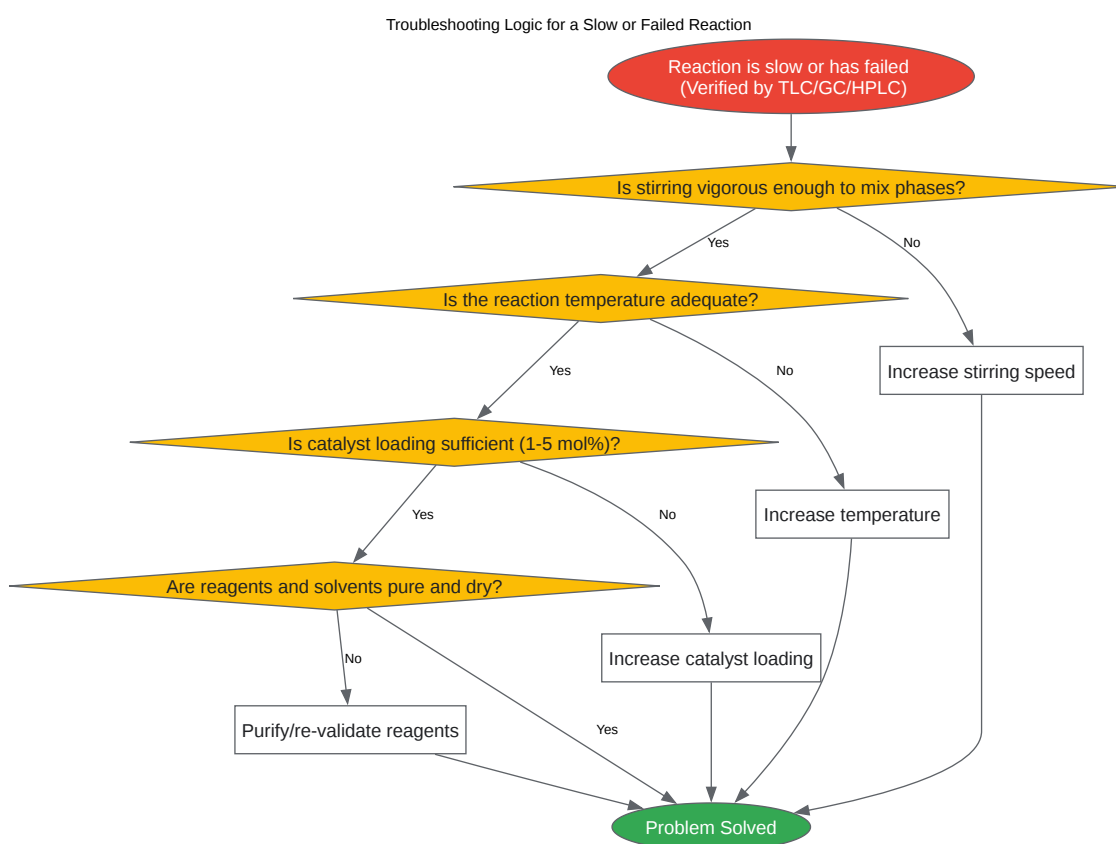 Troubleshooting Logic for a Slow or Failed Reaction
Reaction is slow or has failed
(Verified by TLC/GC/HPLC)
Is stirring vigorous enough to mix phases?
Yes
No
Is the reaction temperature adequate?
Yes
No
Increase stirring speed
Is catalyst loading sufficient (1-5 mol%)?
Yes
No
Increase temperature
Are reagents and solvents pure and dry?
No
Yes
Increase catalyst loading
Purify/re-validate reagents
Problem Solved